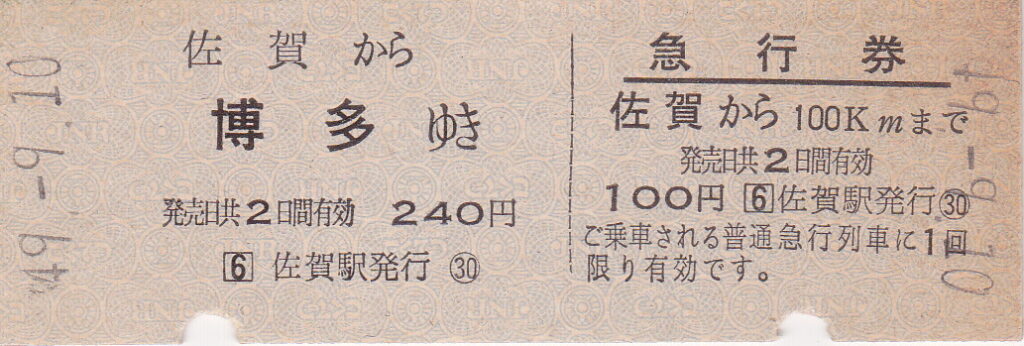 49.-9.10
佐賀から
博多ゆき
発売日共2日間有効 240円
6 佐賀駅発行 ㉚
急行券
佐賀から100Kmまで
発売日共2日間有効
100円 6 佐賀駅発行 ㉚
ご乗車される普通急行列車に1回
限り有効です。
49.-9.10